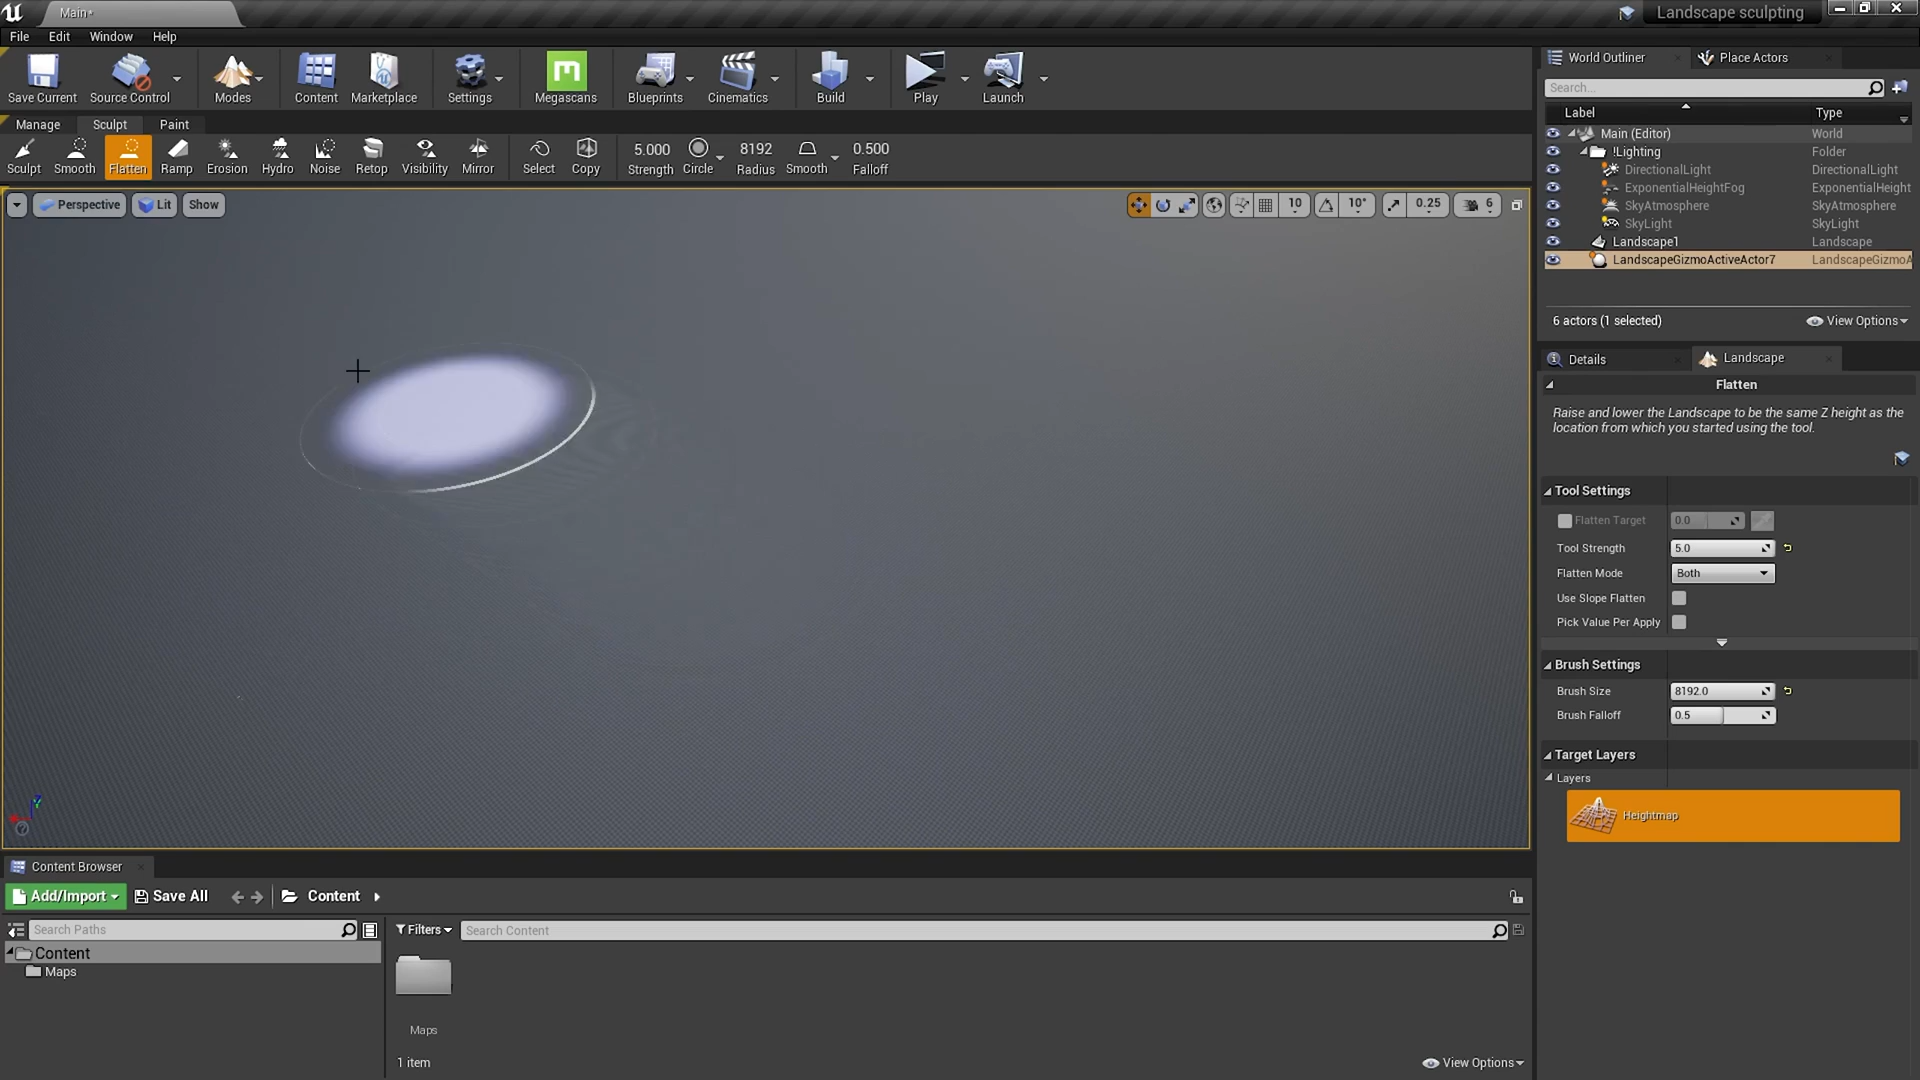 Main*
Landscape sculpting
File Edit Window Help
Save Current Source Control Modes Content Marketplace Settings Megascans Blueprints Cinematics Build Play Launch
Manage Sculpt Paint
Sculpt Smooth Flatten Ramp Erosion Hydro Noise Retop Visibility Mirror Select Copy
5.000 8192 0.500
Strength Circle Radius Smooth Falloff
Perspective Lit Show
10 10° 0.25 6
World Outliner Place Actors
Search...
Label Type
Main (Editor) World
!Lighting Folder
DirectionalLight DirectionalLight
ExponentialHeightFog ExponentialHeight
SkyAtmosphere SkyAtmosphere
SkyLight SkyLight
Landscape1 Landscape
LandscapeGizmoActiveActor7 LandscapeGizmoA
6 actors (1 selected) View Options
Details Landscape
Flatten
Raise and lower the Landscape to be the same Z height as the
location from which you started using the tool.
Tool Settings
Flatten Target 0.0
Tool Strength 5.0
Flatten Mode Both
Use Slope Flatten
Pick Value Per Apply
Brush Settings
Brush Size 8192.0
Brush Falloff 0.5
Target Layers
Layers
Heightmap
Content Browser
Add/Import Save All Content
Search Paths
Filters Search Content
Content
Maps
Maps
1 item View Options